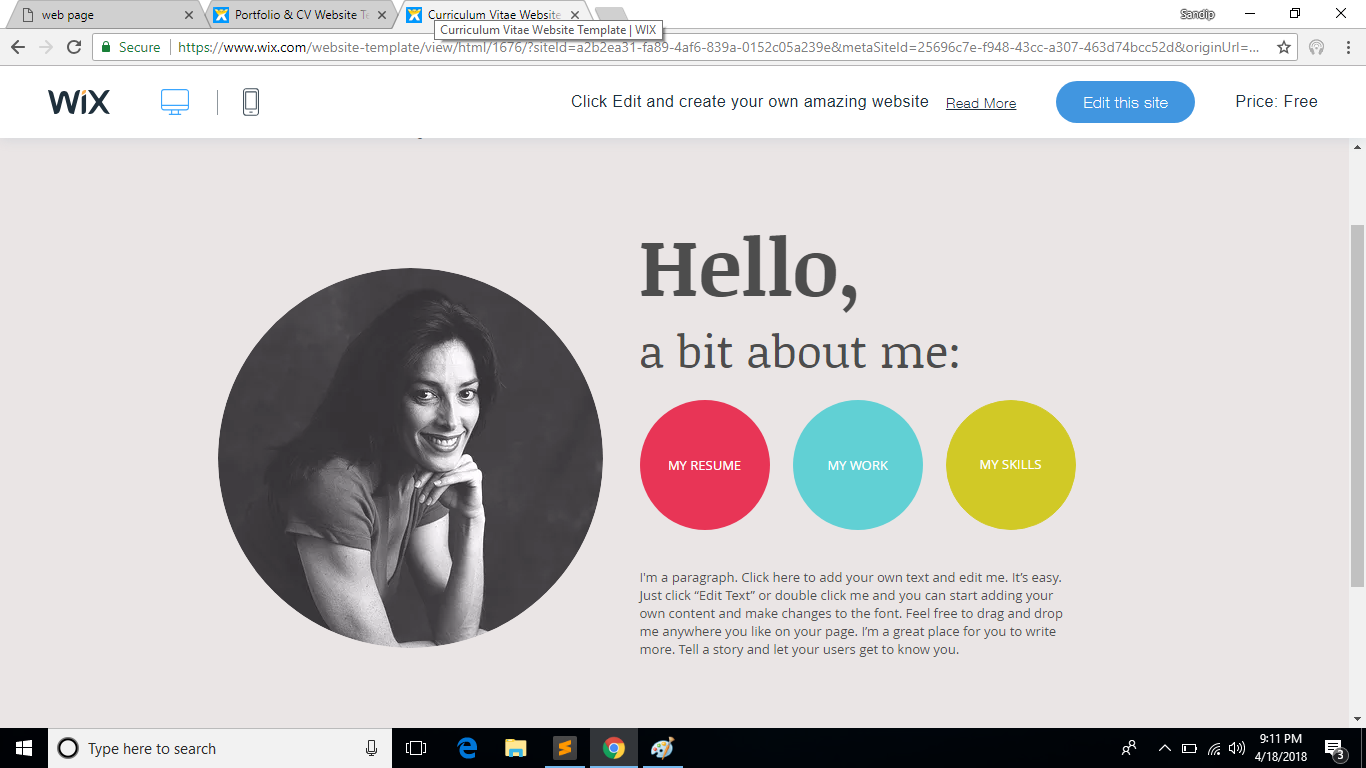 web page
Portfolio & CV Website Te
Curriculum Vitae Website
Sandip
Curriculum Vitae Website Template | WIX
Secure
https://www.wix.com/website-template/view/html/1676/?siteId=a2b2ea31-fa89-4af6-839a-0152c05a239e&metaSiteId=25696c7e-f948-43cc-a307-463d74bcc52d&originUrl=...
WiX
Click Edit and create your own amazing website
Read More
Edit this site
Price: Free
Hello,
a bit about me:
MY RESUME
MY WORK
MY SKILLS
I'm a paragraph. Click here to add your own text and edit me. It’s easy.
Just click “Edit Text” or double click me and you can start adding your
own content and make changes to the font. Feel free to drag and drop
me anywhere you like on your page. I’m a great place for you to write
more. Tell a story and let your users get to know you.
Type here to search
9:11 PM
4/18/2018
3